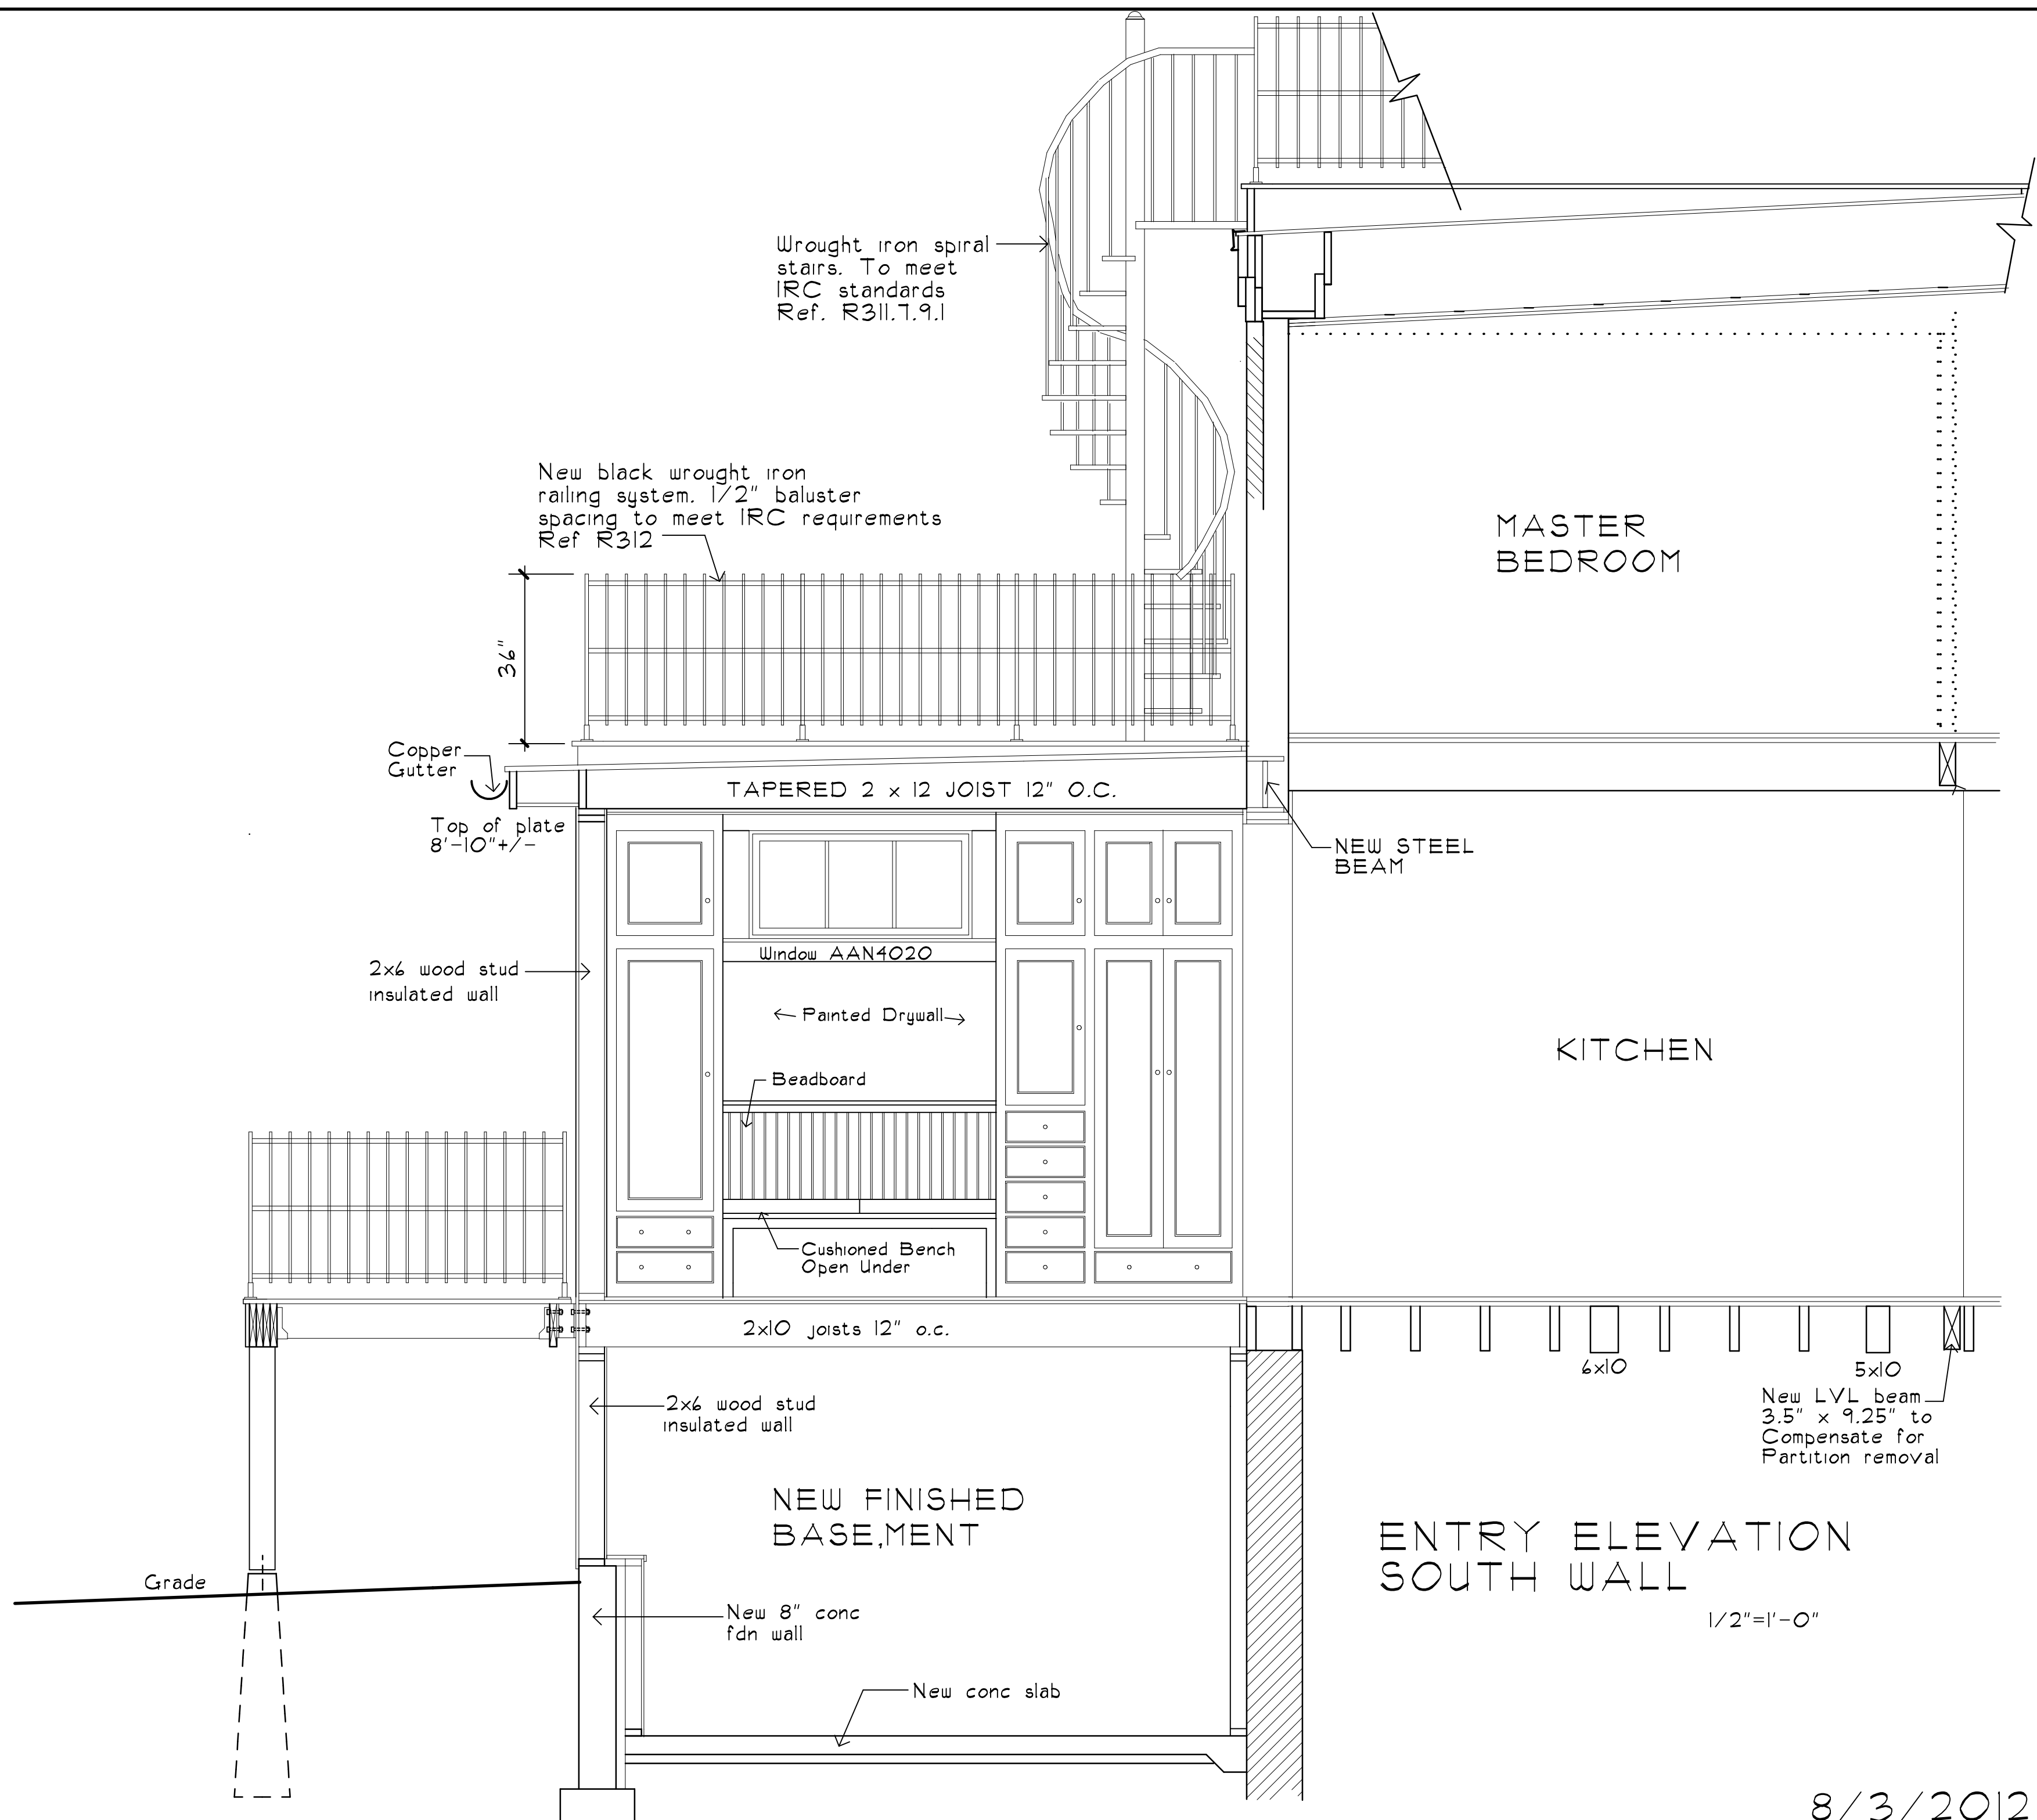 Wrought iron spiral
stairs. To meet
IRC standards
Ref. R311.7.9.1
New black wrought iron
railing system. 1/2" baluster
spacing to meet IRC requirements
Ref R312
MASTER
BEDROOM
36"
Copper
Gutter
TAPERED 2 x 12 JOIST 12" O.C.
Top of plate
8'-10"+/-
NEW STEEL
BEAM
Window AAN4020
2x6 wood stud
insulated wall
Painted Drywall
KITCHEN
Beadboard
Cushioned Bench
Open Under
2x10 joists 12" o.c.
6x10
5x10
New LVL beam
3.5" x 9.25" to
Compensate for
Partition removal
2x6 wood stud
insulated wall
NEW FINISHED
BASE,MENT
ENTRY ELEVATION
SOUTH WALL
1/2"=1'-0"
Grade
New 8" conc
fdn wall
New conc slab
8/3/2012